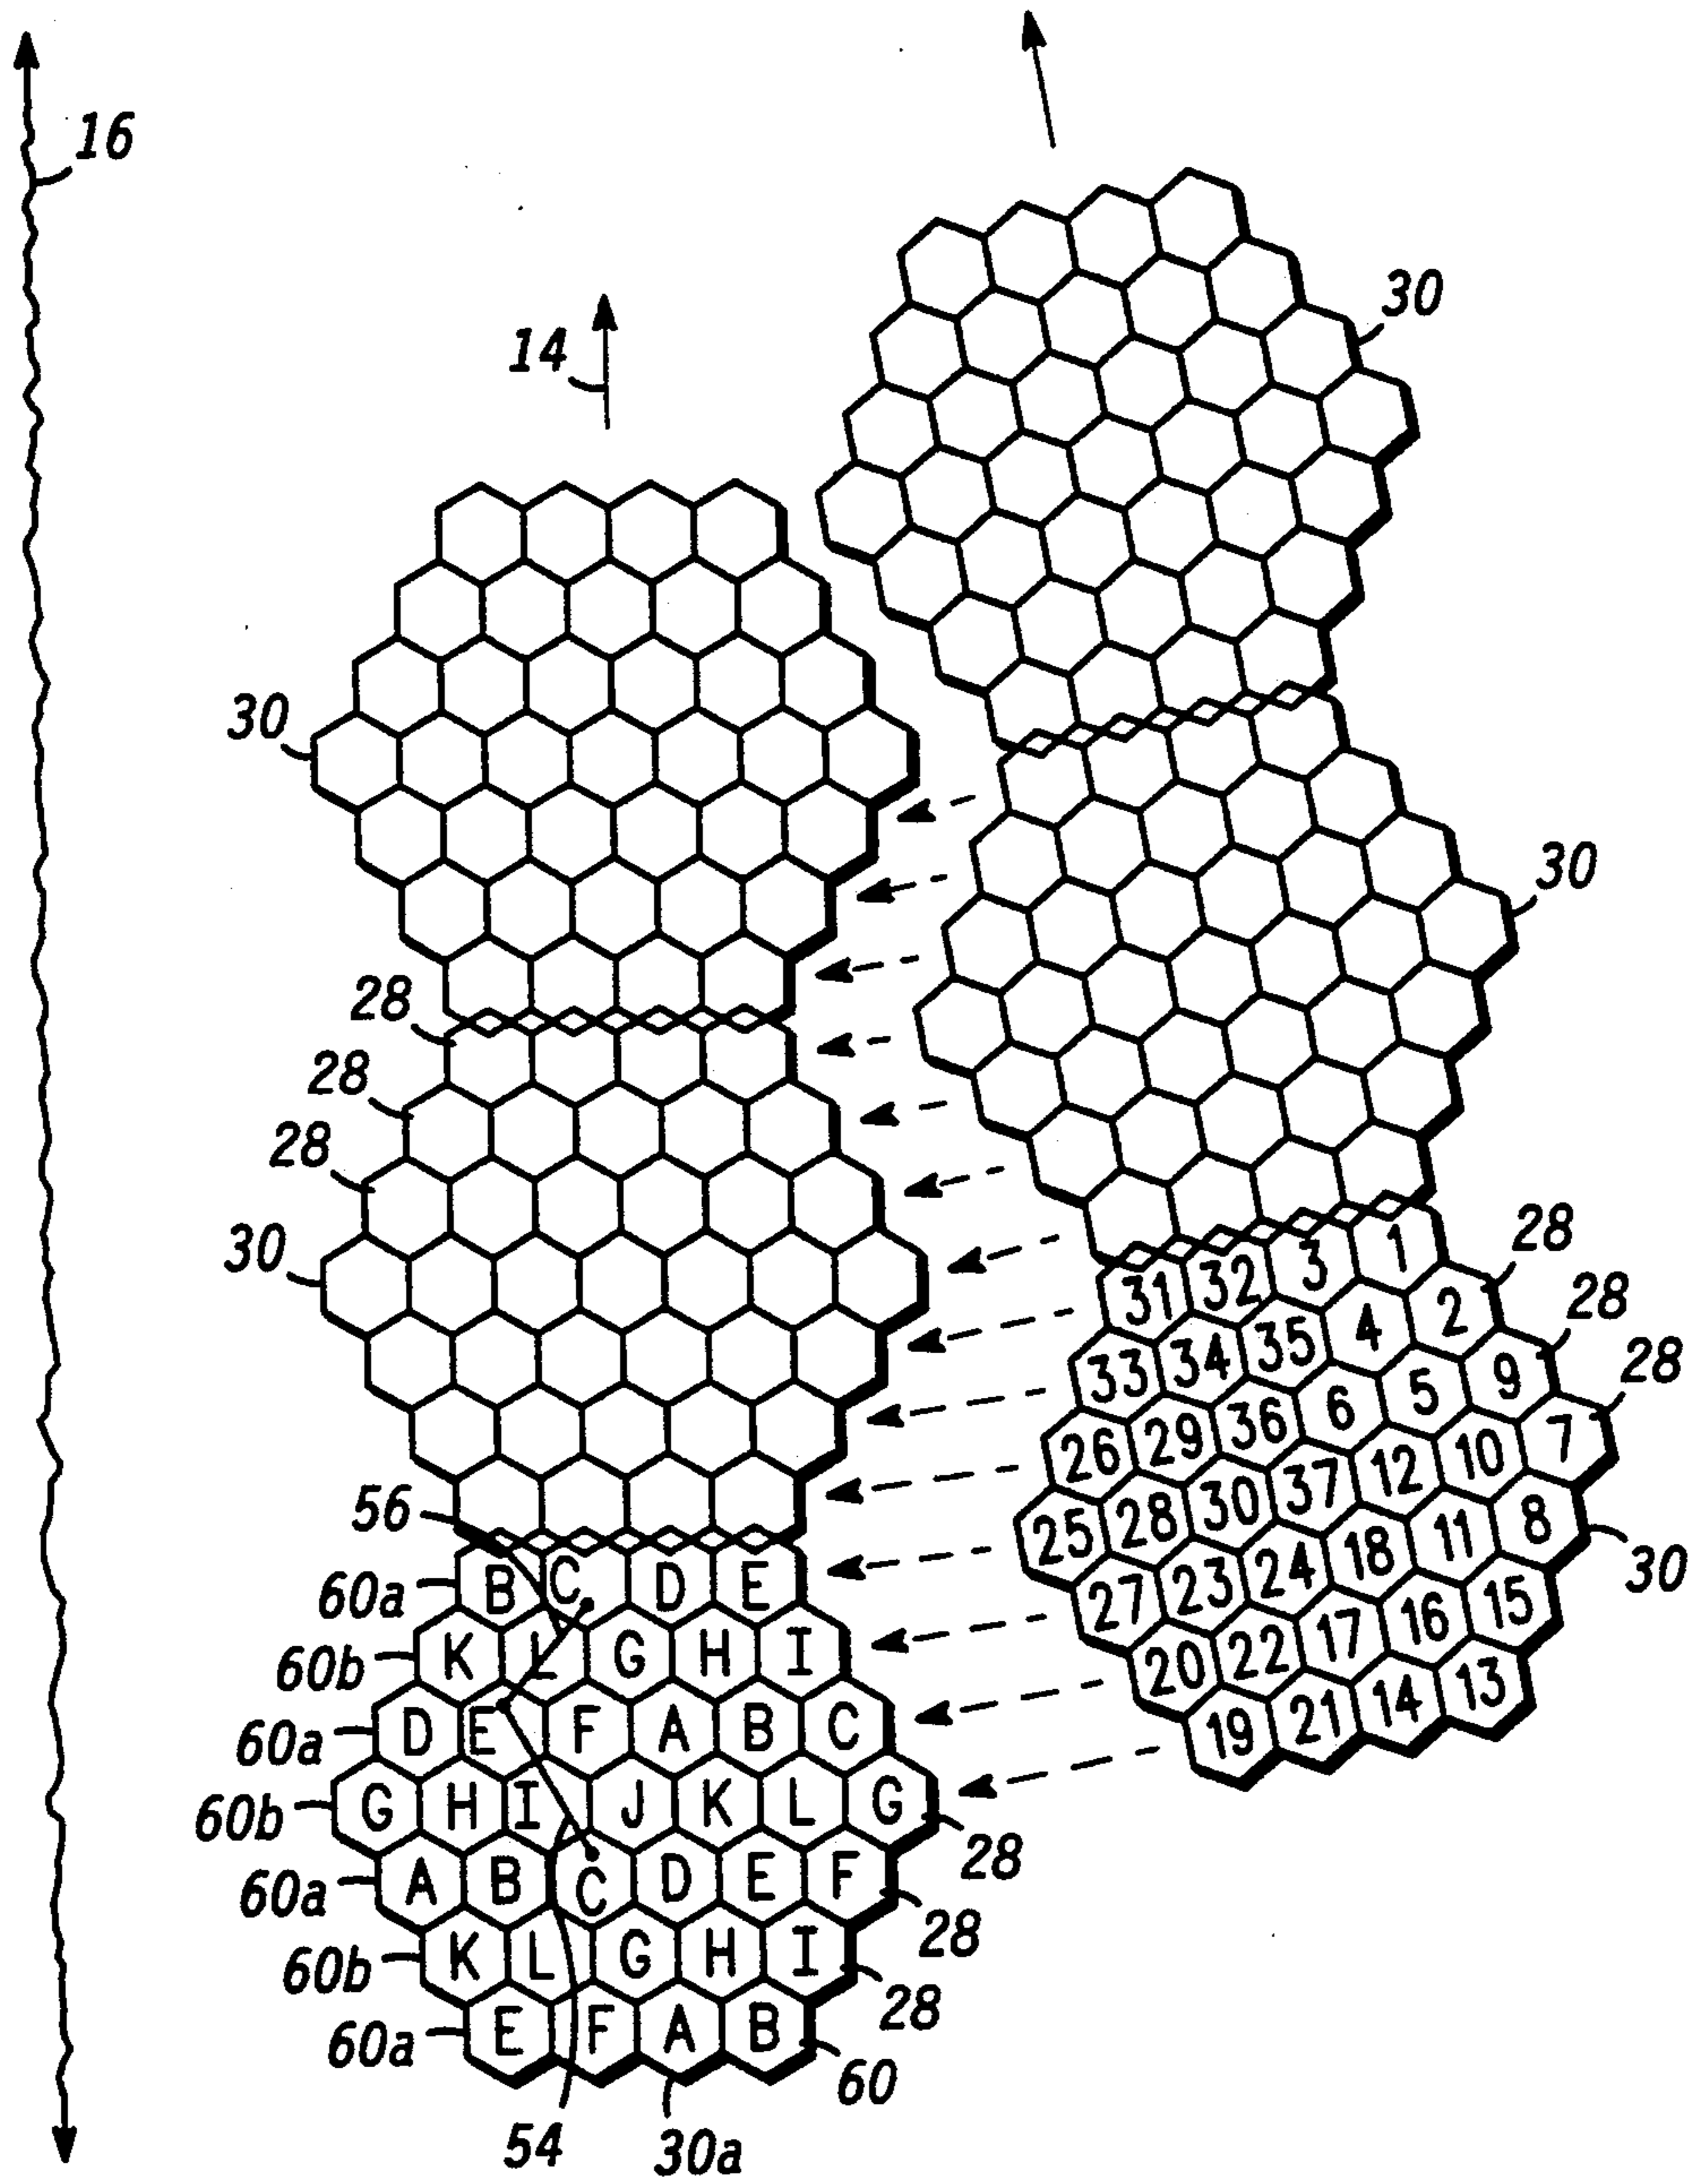 16
14
30
30
28
28
28
30
30
56
31 32 3 1
28
33 34 35 4 2
28
26 29 36 6 5 9
28
25 28 30 37 12 10 7
27 23 24 18 11 8
30
20 22 17 16 15
19 21 14 13
60a B C D E
60b K L G H I
60a D E F A B C
60b G H I J K L G
28
60a A B C D E F
28
60b K L G H I
28
60a E F A B
60
54
30a